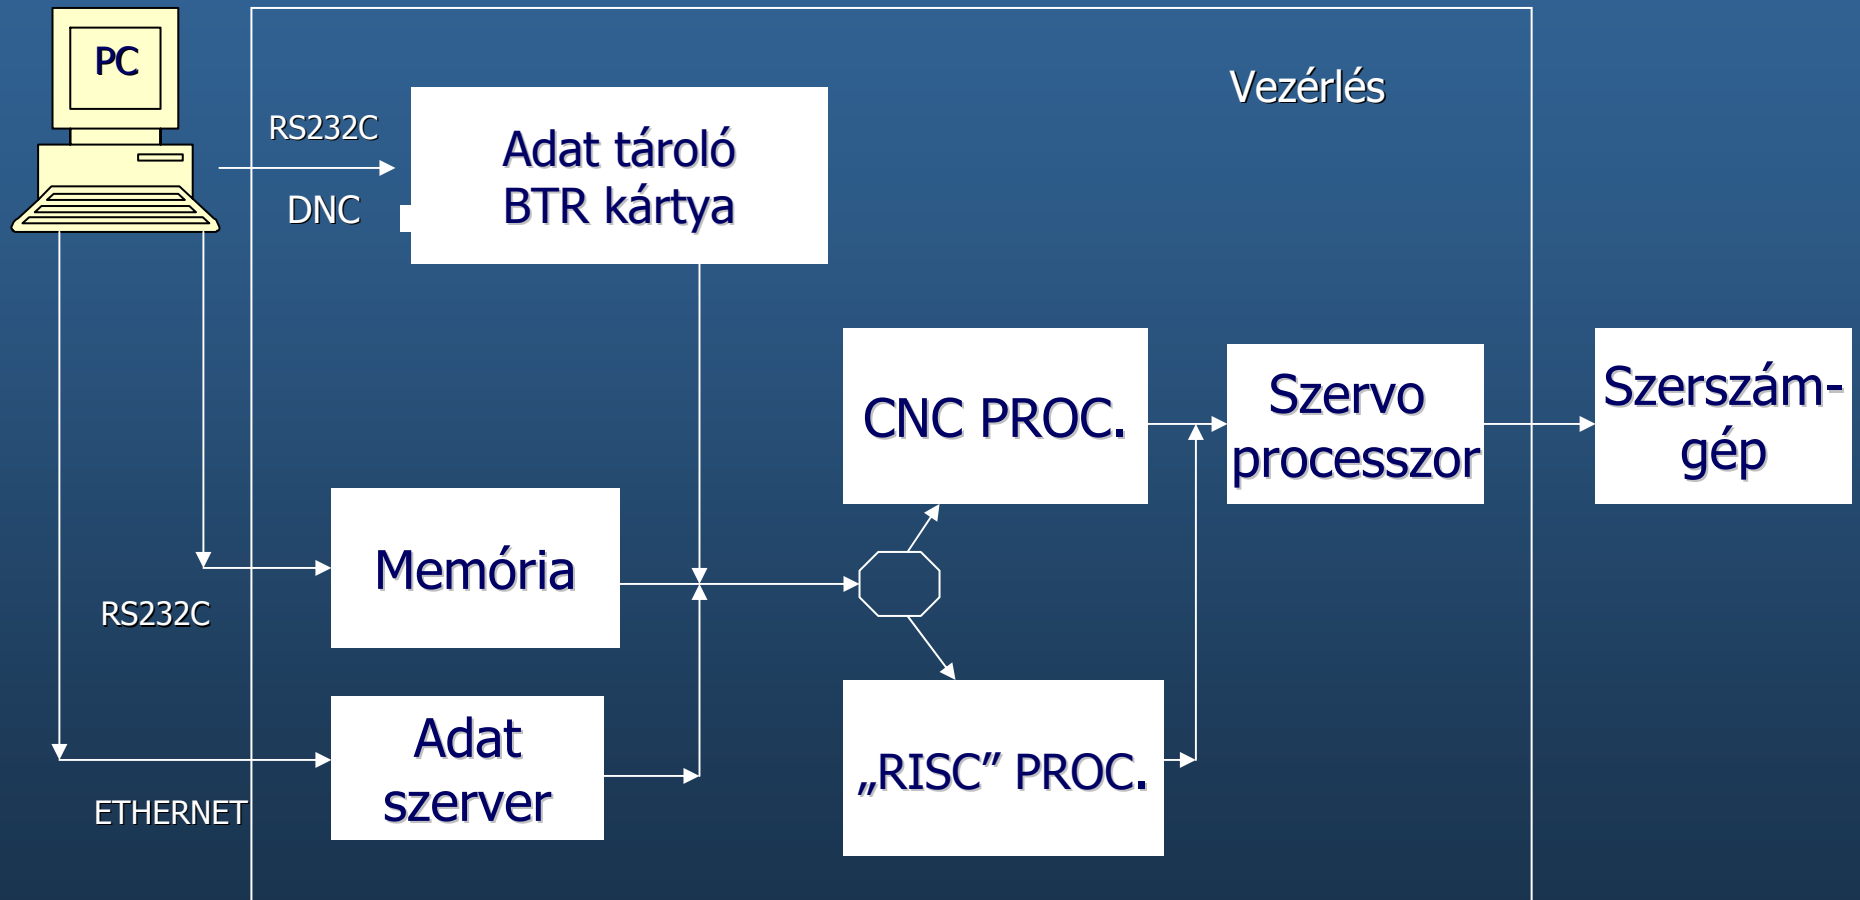 PC
Vezérlés
RS232C
DNC
Adat tároló
BTR kártya
CNC PROC.
Szervo
processzor
Szerszám-
gép
Memória
RS232C
Adat
szerver
„RISC” PROC.
ETHERNET